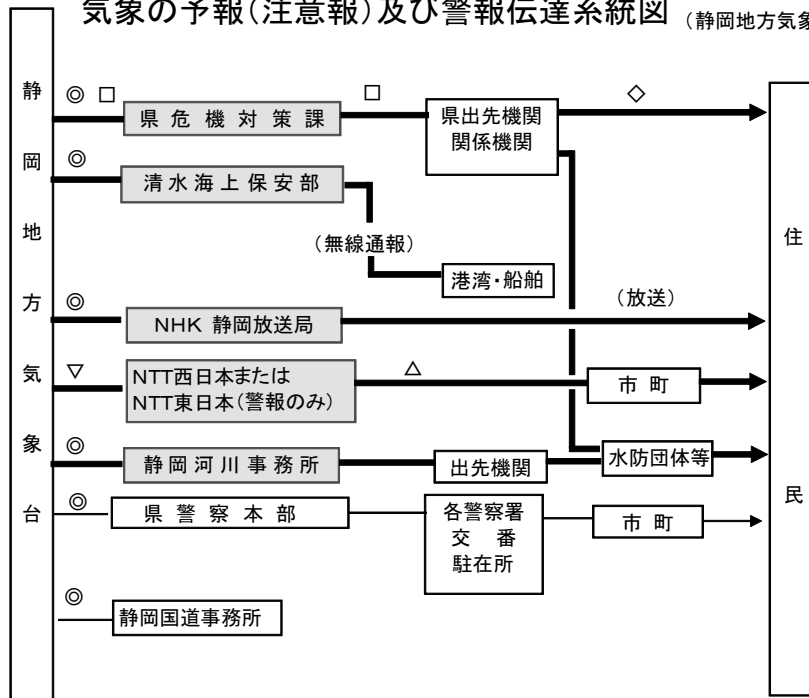 気象の予報(注意報)及び警報伝達系統図 (静岡地方気象
静岡地方気象台
◎ □
県危機対策課
□
県出先機関
関係機関
◇
住民
◎
清水海上保安部
(無線通報)
港湾・船舶
◎
NHK 静岡放送局
(放送)
▽
NTT西日本または
NTT東日本(警報のみ)
△
市町
◎
静岡河川事務所
出先機関
水防団体等
◎
県警察本部
各警察署
交番
駐在所
市町
◎
静岡国道事務所